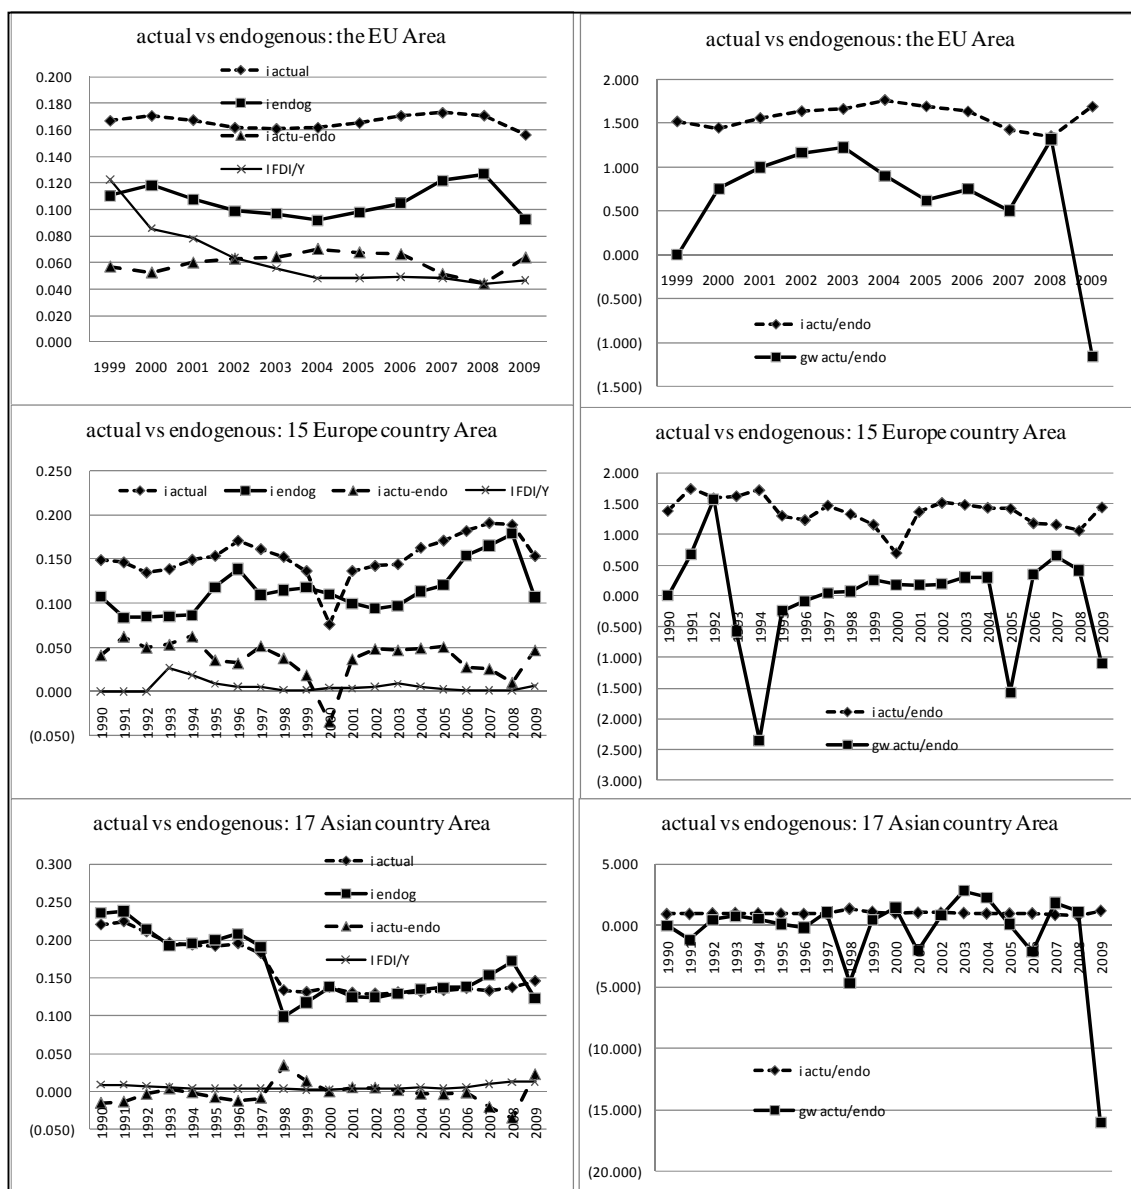 actual vs endogenous: the EU Area
i actual
i endog
i actu-endo
IFDI/Y
0.200
0.180
0.160
0.140
0.120
0.100
0.080
0.060
0.040
0.020
0.000
1999 2000 2001 2002 2003 2004 2005 2006 2007 2008 2009
actual vs endogenous: the EU Area
2.000
1.500
1.000
0.500
0.000
(0.500)
(1.000)
(1.500)
1999 2000 2001 2002 2003 2004 2005 2006 2007 2008 2009
i actu/endo
gw actu/endo
actual vs endogenous: 15 Europe country Area
0.250
0.200
0.150
0.100
0.050
0.000
(0.050)
i actual i endog i actu-endo IFDI/Y
1990 1991 1992 1993 1994 1995 1996 1997 1998 1999 2000 2001 2002 2003 2004 2005 2006 2007 2008 2009
actual vs endogenous: 15 Europe country Area
2.000
1.500
1.000
0.500
0.000
(0.500)
(1.000)
(1.500)
(2.000)
(2.500)
(3.000)
1990 1991 1992 1993 1994 1995 1996 1997 1998 1999 2000 2001 2002 2003 2004 2005 2006 2007 2008 2009
i actu/endo
gw actu/endo
actual vs endogenous: 17 Asian country Area
0.300
0.250
0.200
0.150
0.100
0.050
0.000
(0.050)
i actual
i endog
i actu-endo
IFDI/Y
1990 1991 1992 1993 1994 1995 1996 1997 1998 1999 2000 2001 2002 2003 2004 2005 2006 2007 2008 2009
actual vs endogenous: 17 Asian country Area
5.000
0.000
(5.000)
(10.000)
(15.000)
(20.000)
1990 1991 1992 1993 1994 1995 1996 1997 1998 1999 2000 2001 2002 2003 2004 2005 2006 2007 2008 2009
i actu/endo
gw actu/endo